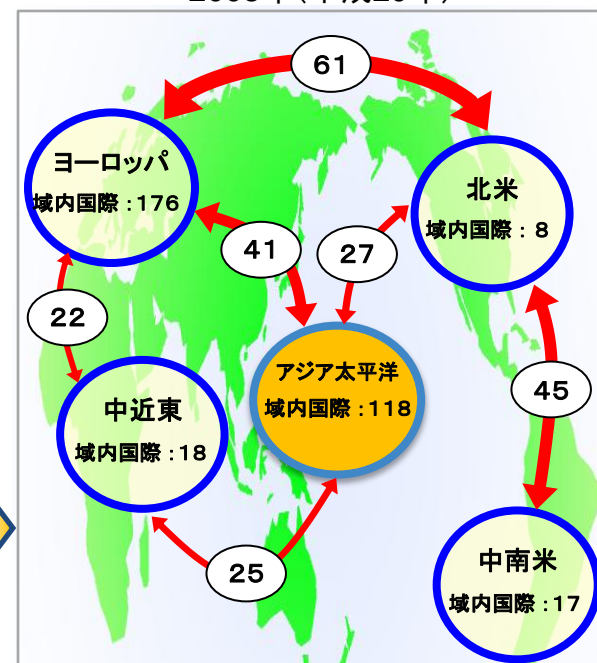 61
ヨーロッパ
域内国際：176
北米
域内国際：8
41
27
22
アジア太平洋
域内国際：118
45
中近東
域内国際：18
25
中南米
域内国際：17